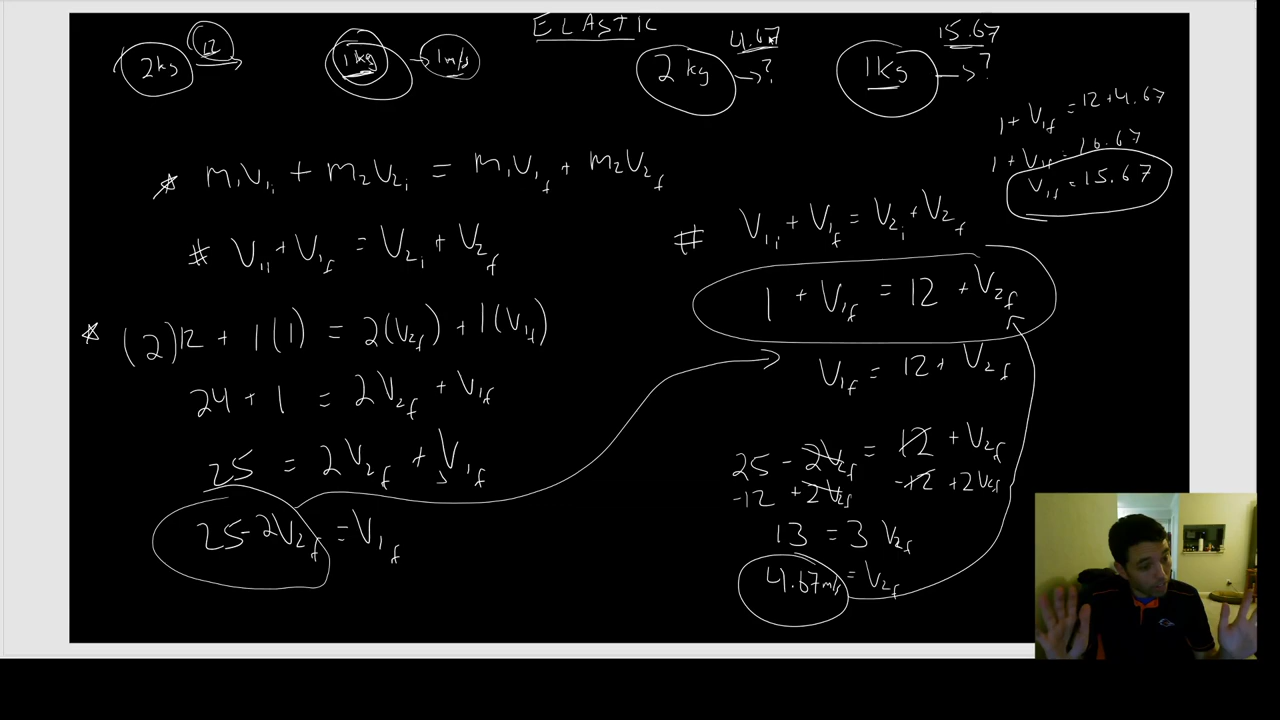 ELASTIC
2kg 12 1kg 1m/s
2 kg ? 4.67 1kg ? 15.67
m₁V₁ᵢ + m₂V₂ᵢ = m₁V₁f + m₂V₂f
# V₁ᵢ + V₁f = V₂ᵢ + V₂f
(2)12 + 1(1) = 2(V₂f) + 1(V₁f)
24 + 1 = 2V₂f + V₁f
25 = 2V₂f + V₁f
25 - 2V₂f = V₁f
1 + V₁f = 12 + 4.67
1 + V₁f = 16.67
V₁f = 15.67
# V₁ᵢ + V₁f = V₂ᵢ + V₂f
1 + V₁f = 12 + V₂f
V₁f = 12 + V₂f
25 - 2V₂f = 12 + V₂f
-12 + 2V₂f -12 + 2V₂f
13 = 3 V₂f
4.67m/s = V₂f